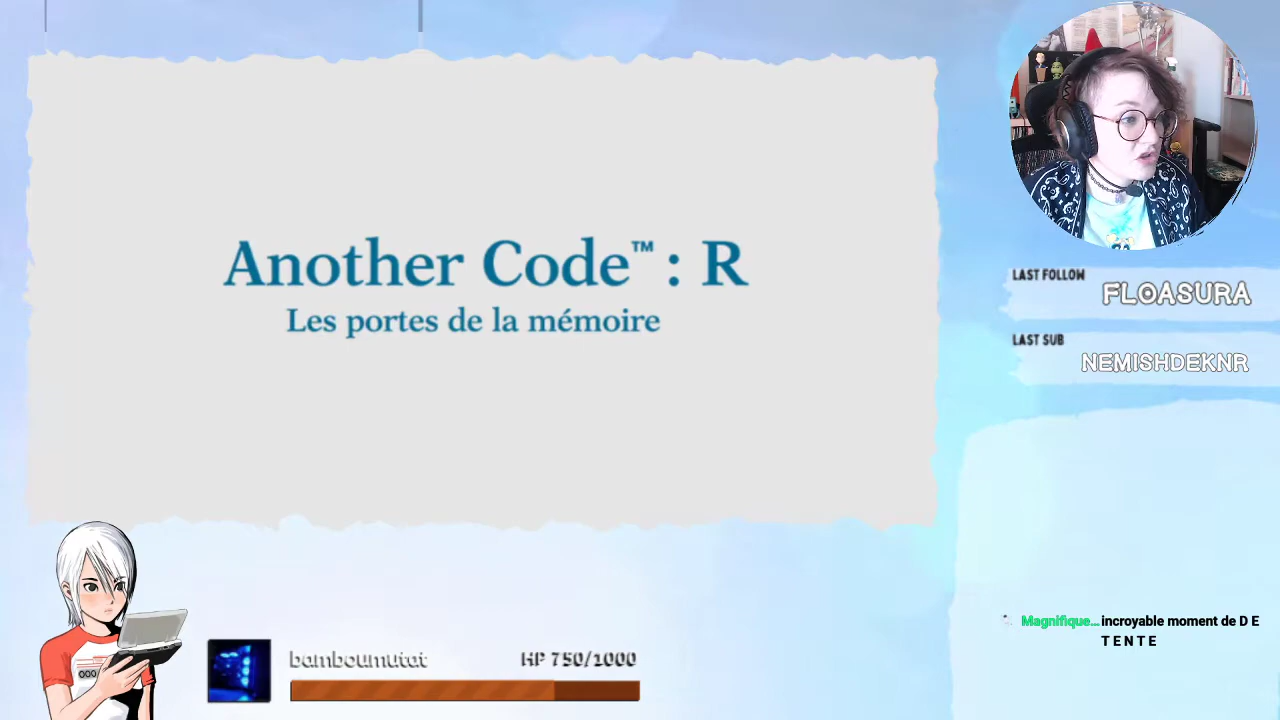 Another Code™ : R
Les portes de la mémoire
LAST FOLLOW
FLOASURA
LAST SUB
NEMISHDEKNR
Magnifique… incroyable moment de D E
T E N T E
bamboumutat HP 750/1000